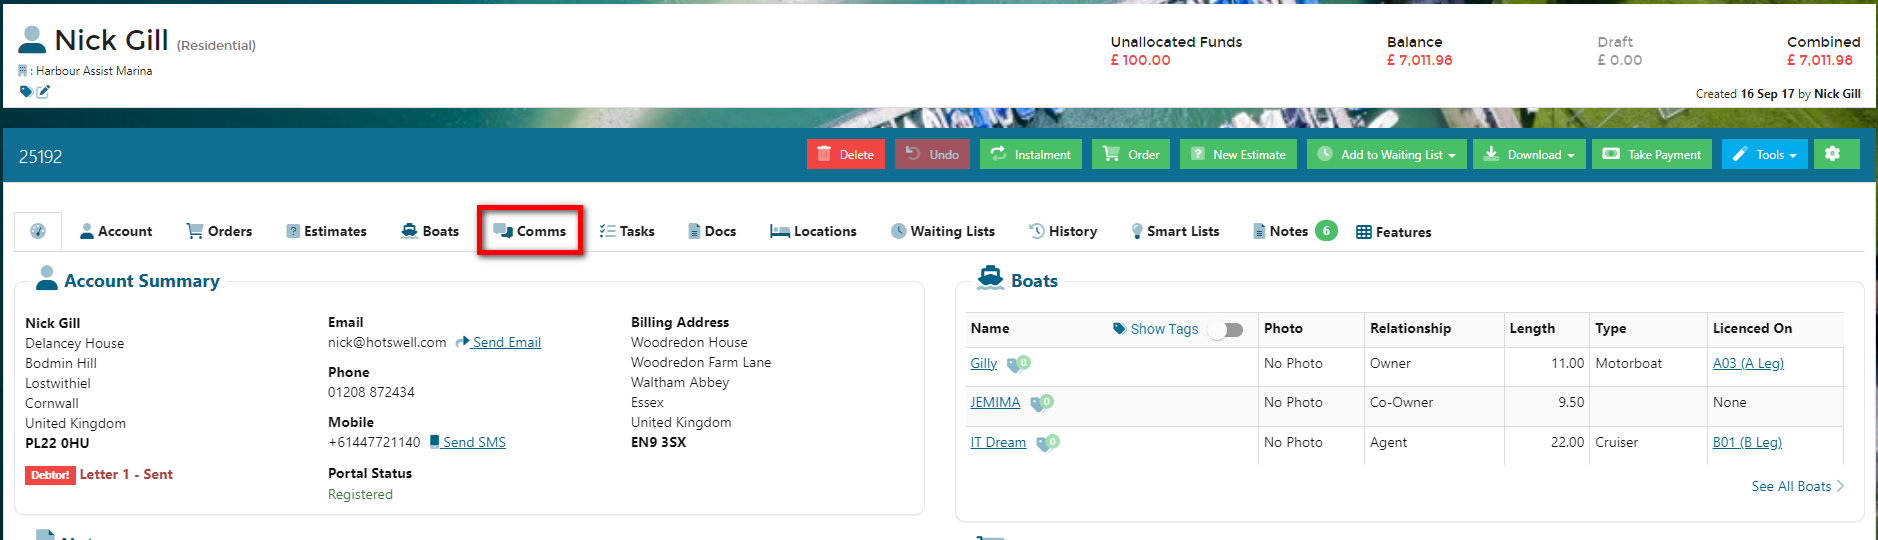 Nick Gill (Residential)
: Harbour Assist Marina
Unallocated Funds
£ 100.00
Balance
£ 7,011.98
Draft
£ 0.00
Combined
£ 7,011.98
Created 16 Sep 17 by Nick Gill
25192
Delete
Undo
Instalment
Order
New Estimate
Add to Waiting List
Download
Take Payment
Tools
Account
Orders
Estimates
Boats
Comms
Tasks
Docs
Locations
Waiting Lists
History
Smart Lists
Notes 6
Features
Account Summary
Nick Gill
Delancey House
Bodmin Hill
Lostwithiel
Cornwall
United Kingdom
PL22 0HU
Debtor! Letter 1 - Sent
Email
nick@hotswell.com Send Email
Phone
01208 872434
Mobile
+61447721140 Send SMS
Portal Status
Registered
Billing Address
Woodredon House
Woodredon Farm Lane
Waltham Abbey
Essex
United Kingdom
EN9 3SX
Boats
Name Show Tags Photo Relationship Length Type Licenced On
Gilly 0 No Photo Owner 11.00 Motorboat A03 (A Leg)
JEMIMA 0 No Photo Co-Owner 9.50 None
IT Dream 0 No Photo Agent 22.00 Cruiser B01 (B Leg)
See All Boats